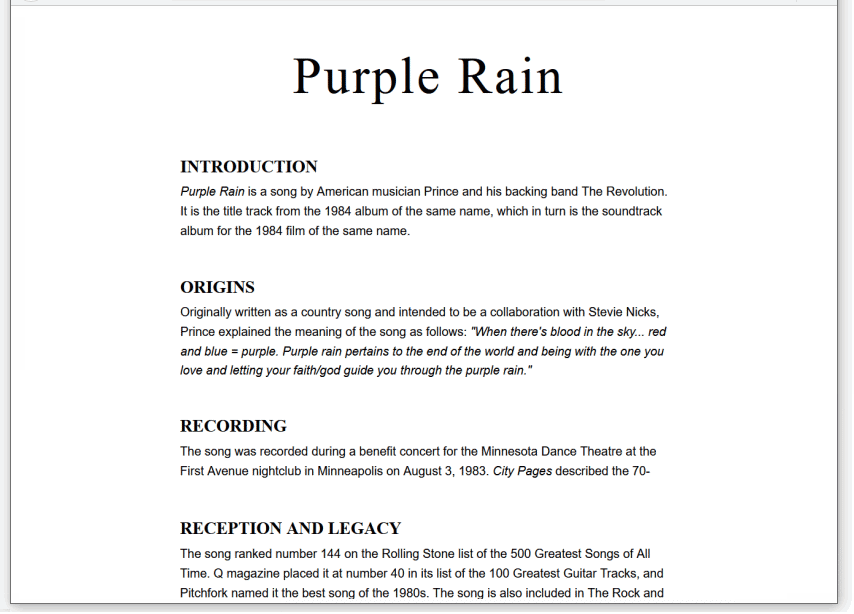 Purple Rain
INTRODUCTION
Purple Rain is a song by American musician Prince and his backing band The Revolution.
It is the title track from the 1984 album of the same name, which in turn is the soundtrack
album for the 1984 film of the same name.
ORIGINS
Originally written as a country song and intended to be a collaboration with Stevie Nicks,
Prince explained the meaning of the song as follows: "When there's blood in the sky... red
and blue = purple. Purple rain pertains to the end of the world and being with the one you
love and letting your faith/god guide you through the purple rain."
RECORDING
The song was recorded during a benefit concert for the Minnesota Dance Theatre at the
First Avenue nightclub in Minneapolis on August 3, 1983. City Pages described the 70-
RECEPTION AND LEGACY
The song ranked number 144 on the Rolling Stone list of the 500 Greatest Songs of All
Time. Q magazine placed it at number 40 in its list of the 100 Greatest Guitar Tracks, and
Pitchfork named it the best song of the 1980s. The song is also included in The Rock and